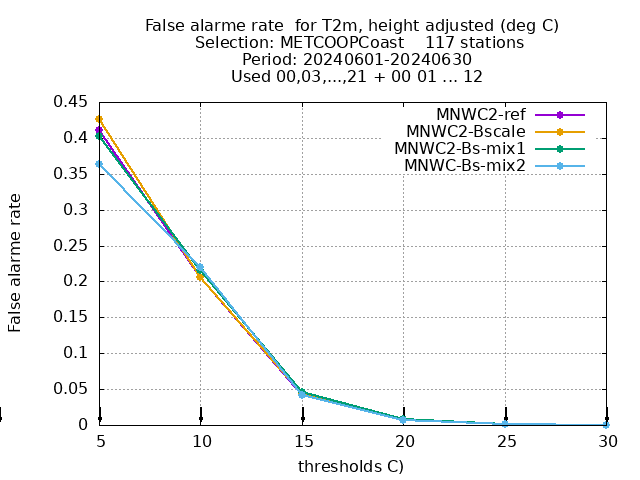 False alarme rate  for T2m, height adjusted (deg C)
Selection: METCOOPCoast    117 stations
Period: 20240601-20240630
Used 00,03,...,21 + 00 01 ... 12
MNWC2-ref
MNWC2-Bscale
MNWC2-Bs-mix1
MNWC-Bs-mix2
False alarme rate
0.45
0.4
0.35
0.3
0.25
0.2
0.15
0.1
0.05
0
5 10 15 20 25 30
thresholds C)